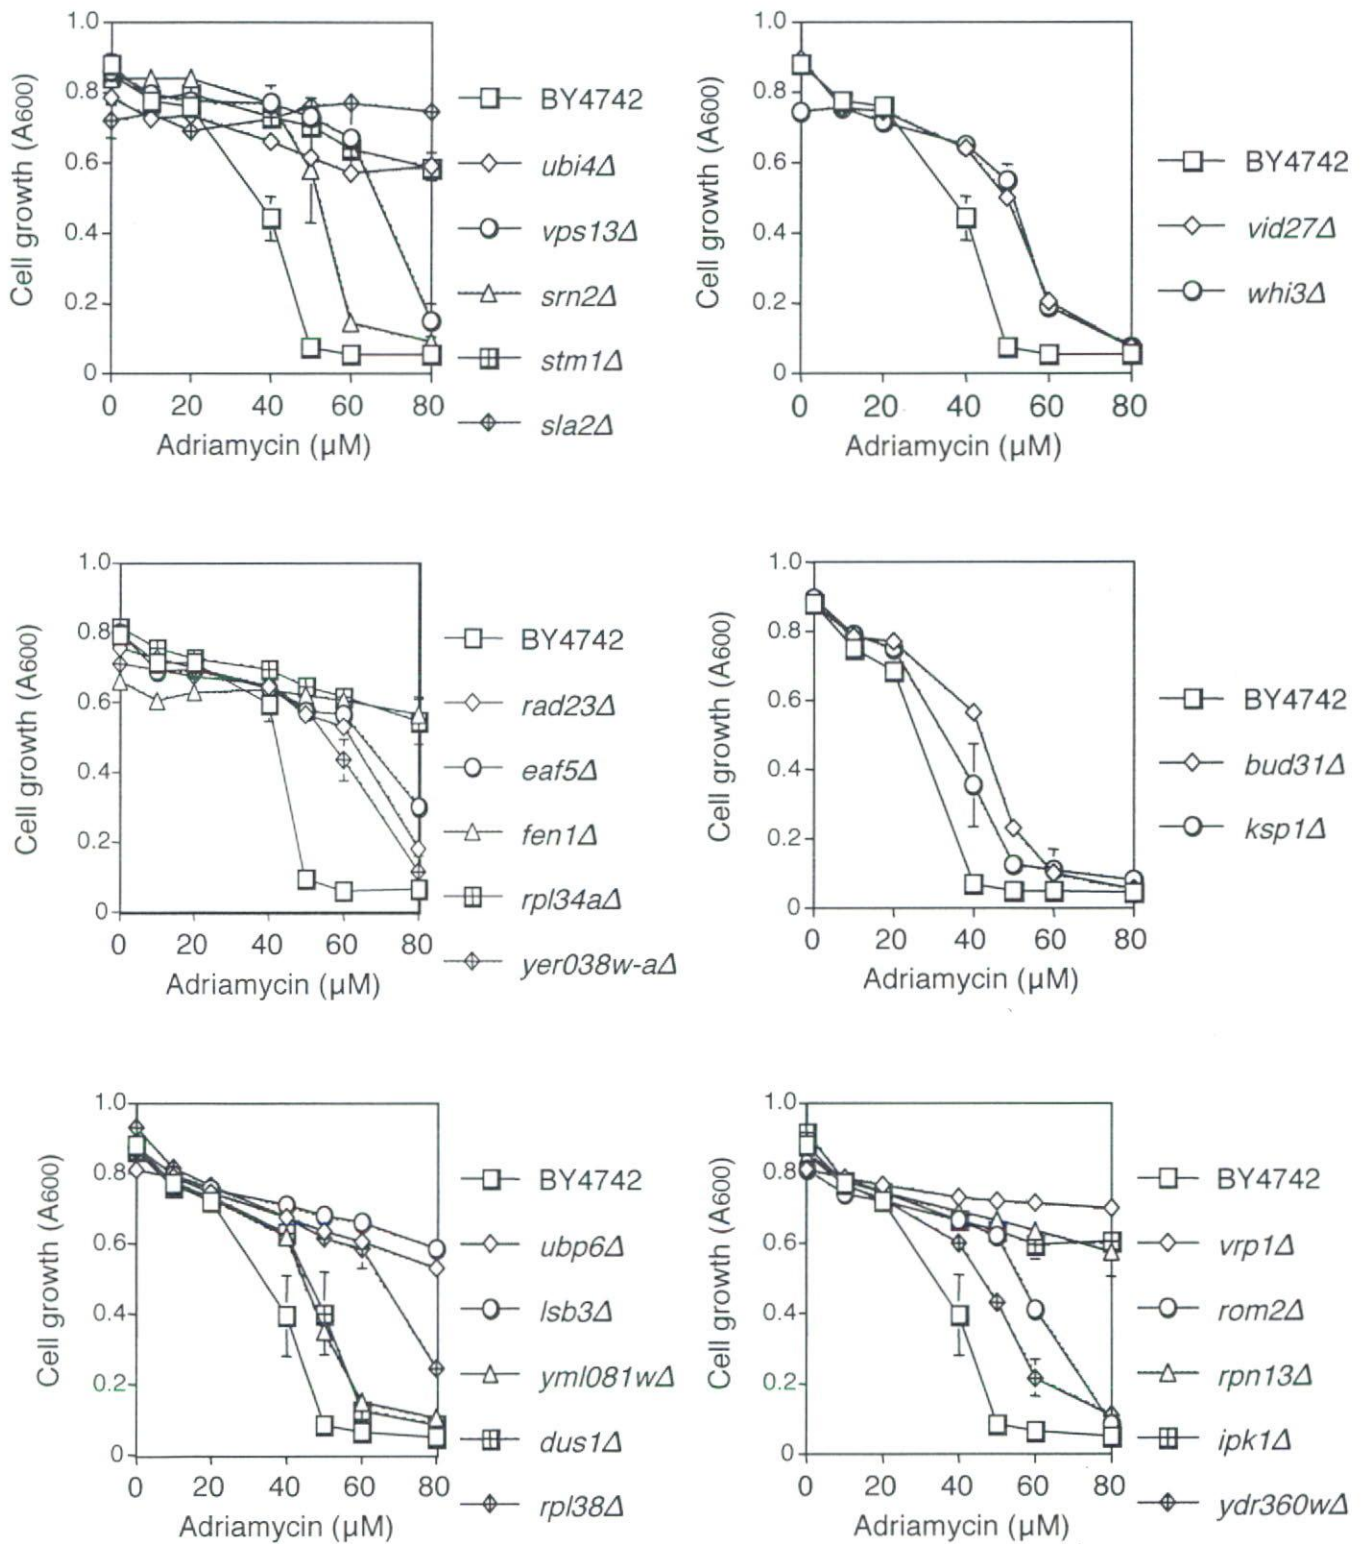 1.0
0.8
0.6
0.4
0.2
0
Cell growth (A600)
0 20 40 60 80
Adriamycin (µM)
BY4742
ubi4Δ
vps13Δ
srn2Δ
stm1Δ
sla2Δ
1.0
0.8
0.6
0.4
0.2
0
Cell growth (A600)
0 20 40 60 80
Adriamycin (µM)
BY4742
vid27Δ
whi3Δ
1.0
0.8
0.6
0.4
0.2
0
Cell growth (A600)
0 20 40 60 80
Adriamycin (µM)
BY4742
rad23Δ
eaf5Δ
fen1Δ
rpl34aΔ
yer038w-aΔ
1.0
0.8
0.6
0.4
0.2
0
Cell growth (A600)
0 20 40 60 80
Adriamycin (µM)
BY4742
bud31Δ
ksp1Δ
1.0
0.8
0.6
0.4
0.2
0
Cell growth (A600)
0 20 40 60 80
Adriamycin (µM)
BY4742
ubp6Δ
lsb3Δ
yml081wΔ
dus1Δ
rpl38Δ
1.0
0.8
0.6
0.4
0.2
0
Cell growth (A600)
0 20 40 60 80
Adriamycin (µM)
BY4742
vrp1Δ
rom2Δ
rpn13Δ
ipk1Δ
ydr360wΔ